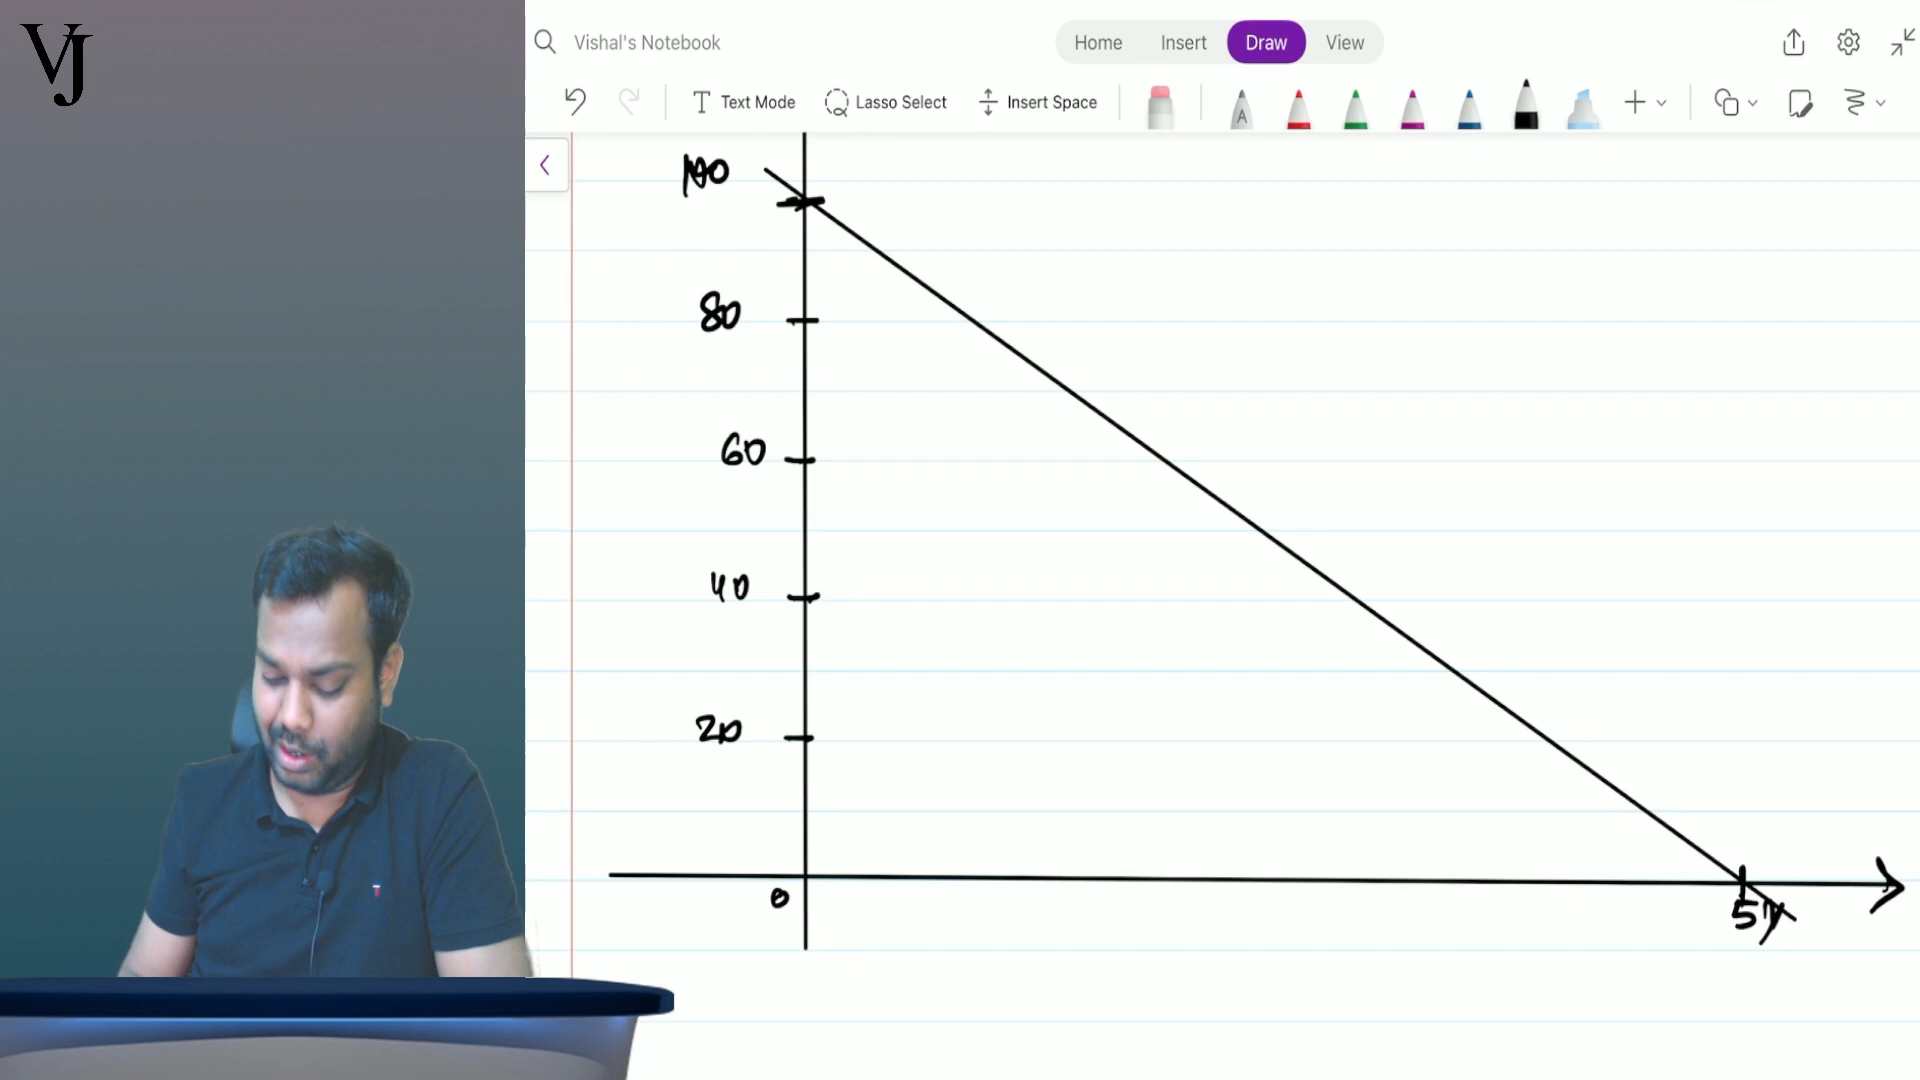 VJ
Vishal's Notebook
Home Insert Draw View
Text Mode Lasso Select Insert Space
A
100
80
60
40
20
0
5y